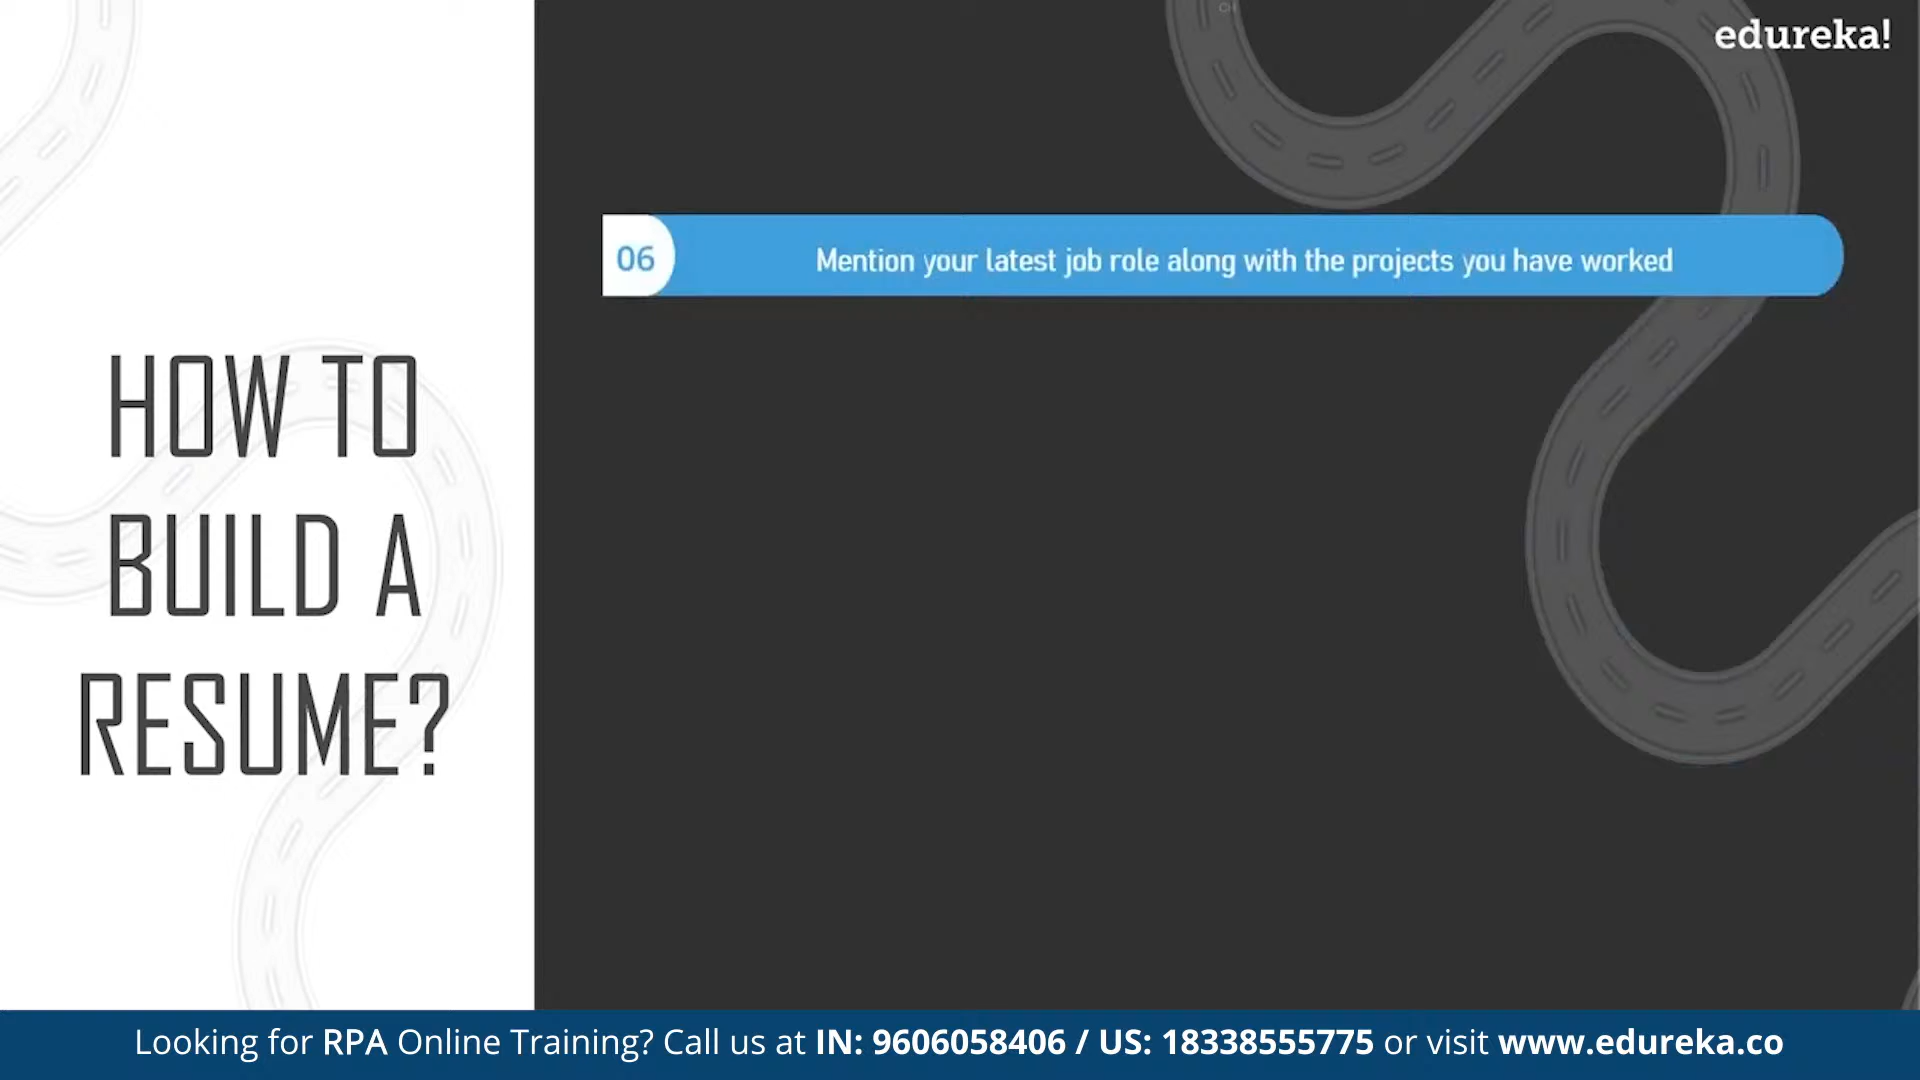 edureka!
06 Mention your latest job role along with the projects you have worked
HOW TO
BUILD A
RESUME?
Looking for RPA Online Training? Call us at IN: 9606058406 / US: 18338555775 or visit www.edureka.co